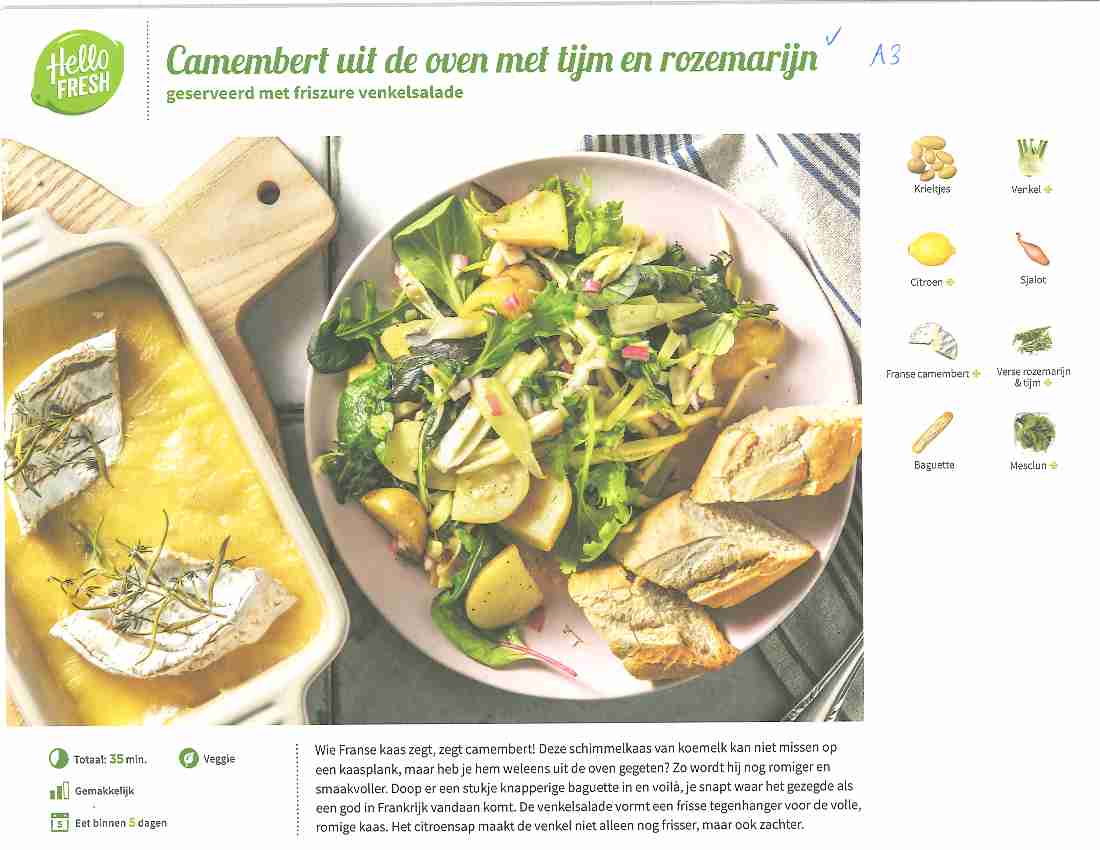 Hello
FRESH
Camembert uit de oven met tijm en rozemarijn
A3
geserveerd met friszure venkelsalade
Krieltjes
Venkel
Citroen
Sjalot
Franse camembert
Verse rozemarijn
& tijm
Baguette
Mesclun
Totaal: 35 min.
Veggie
Gemakkelijk
5
Eet binnen 5 dagen
Wie Franse kaas zegt, zegt camembert! Deze schimmelkaas van koemelk kan niet missen op
een kaasplank, maar heb je hem weleens uit de oven gegeten? Zo wordt hij nog romiger en
smaakvoller. Doop er een stukje knapperige baguette in en voilà, je snapt waar het gezegde als
een god in Frankrijk vandaan komt. De venkelsalade vormt een frisse tegenhanger voor de volle,
romige kaas. Het citroensap maakt de venkel niet alleen nog frisser, maar ook zachter.